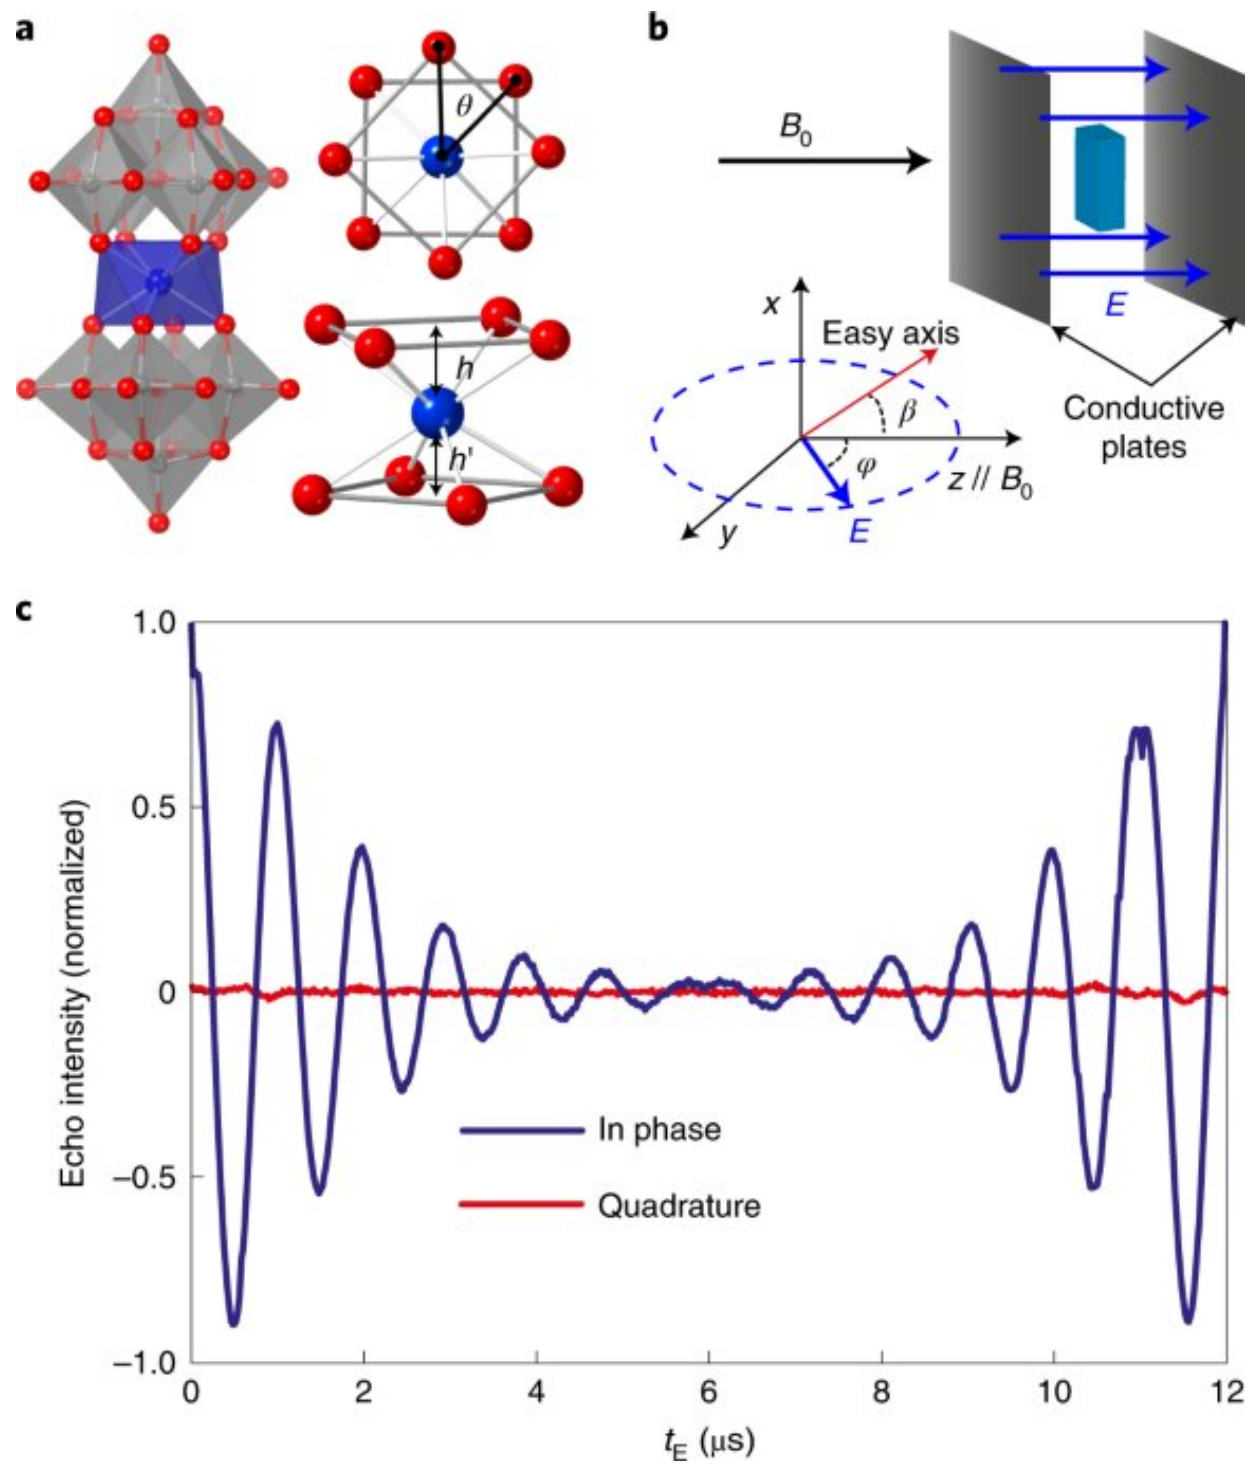 a
θ
h
h'
b
B₀
E
x
Easy axis
β
φ
z // B₀
y
E
Conductive
plates
c
Echo intensity (normalized)
1.0
0.5
0
–0.5
–1.0
In phase
Quadrature
0 2 4 6 8 10 12
t_E (μs)